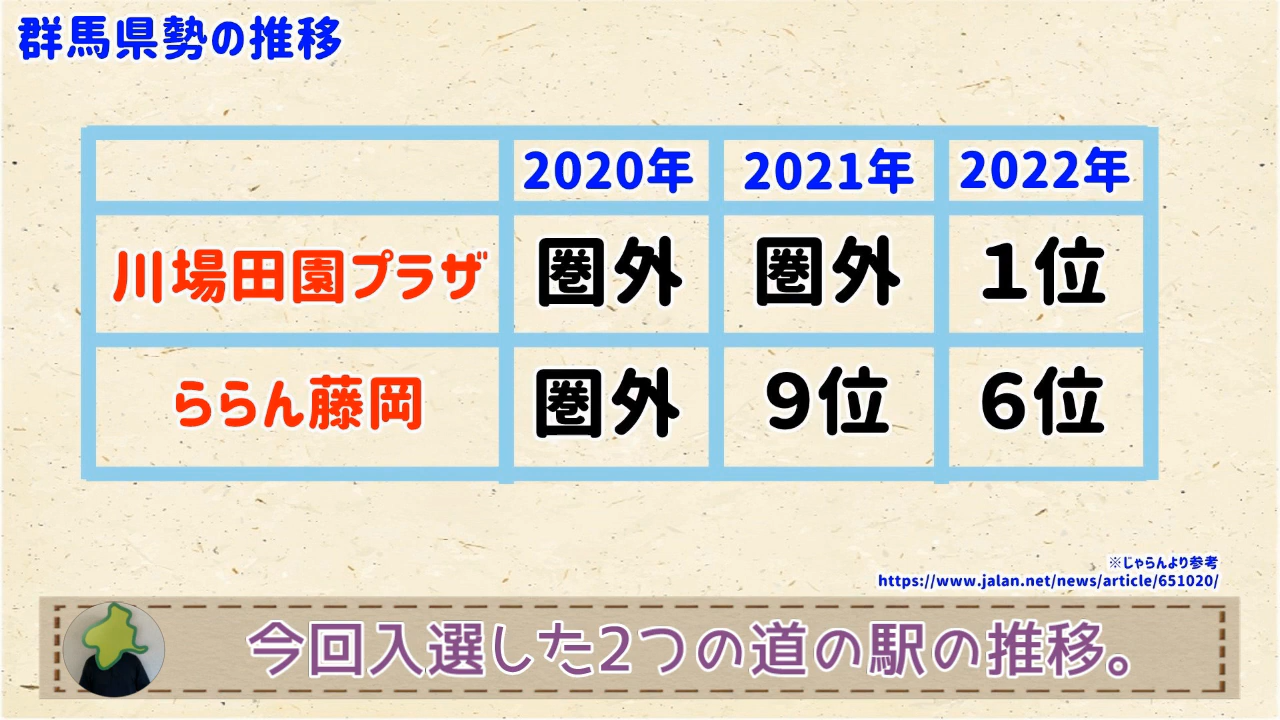 群馬県勢の推移
2020年 2021年 2022年
川場田園プラザ 圏外 圏外 1位
ららん藤岡 圏外 9位 6位
※じゃらんより参考
https://www.jalan.net/news/article/651020/
今回入選した2つの道の駅の推移。